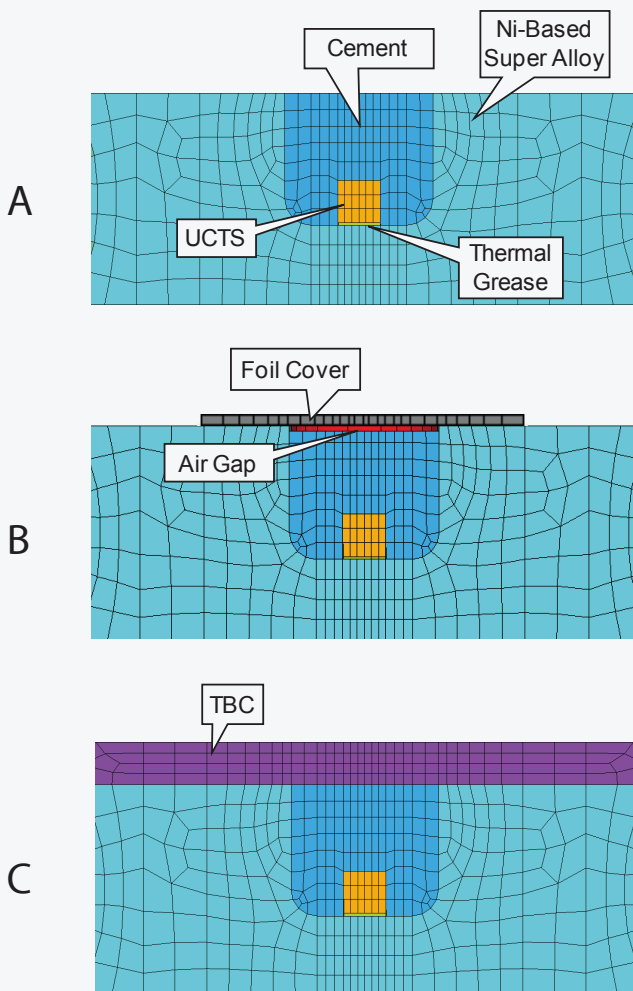 Cement
Ni-Based
Super Alloy
A
UCTS
Thermal
Grease
Foil Cover
Air Gap
B
TBC
C